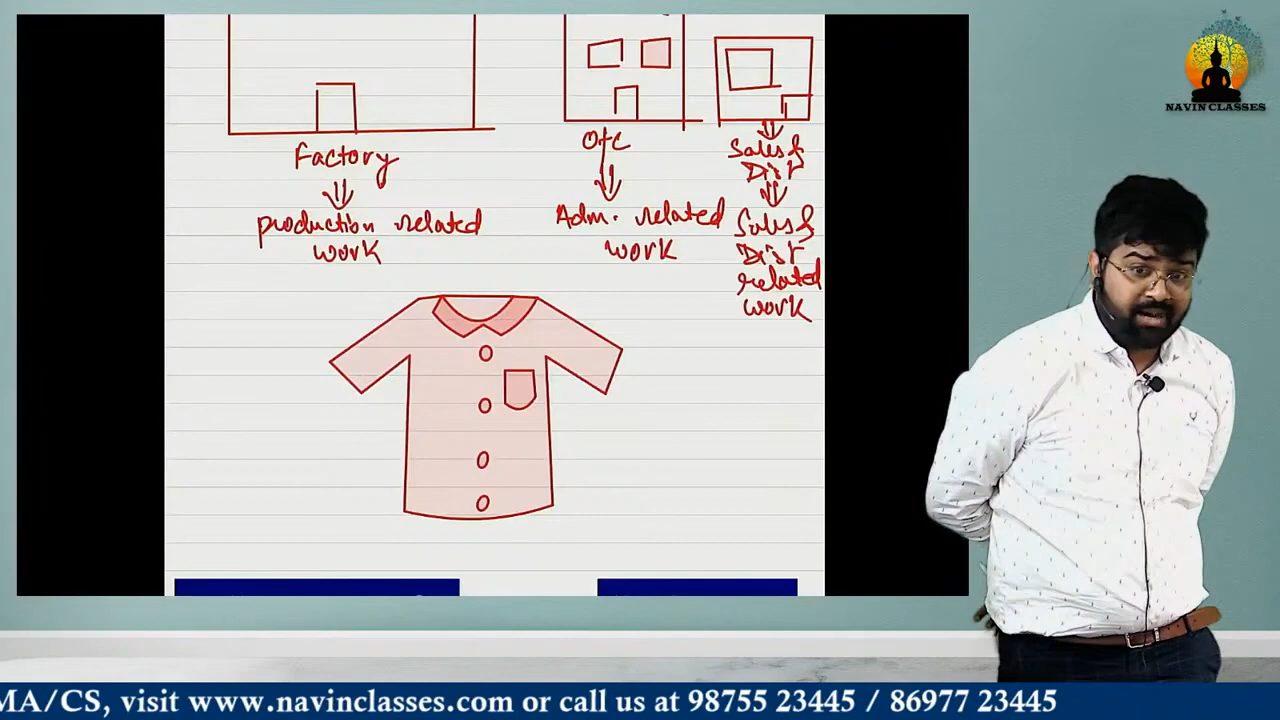 NAVIN CLASSES
Factory
production related
work
Ofc
Adm. related
work
Sales &
Dist
Sales &
Dist
related
work
MA/CS, visit www.navinclasses.com or call us at 98755 23445 / 86977 23445